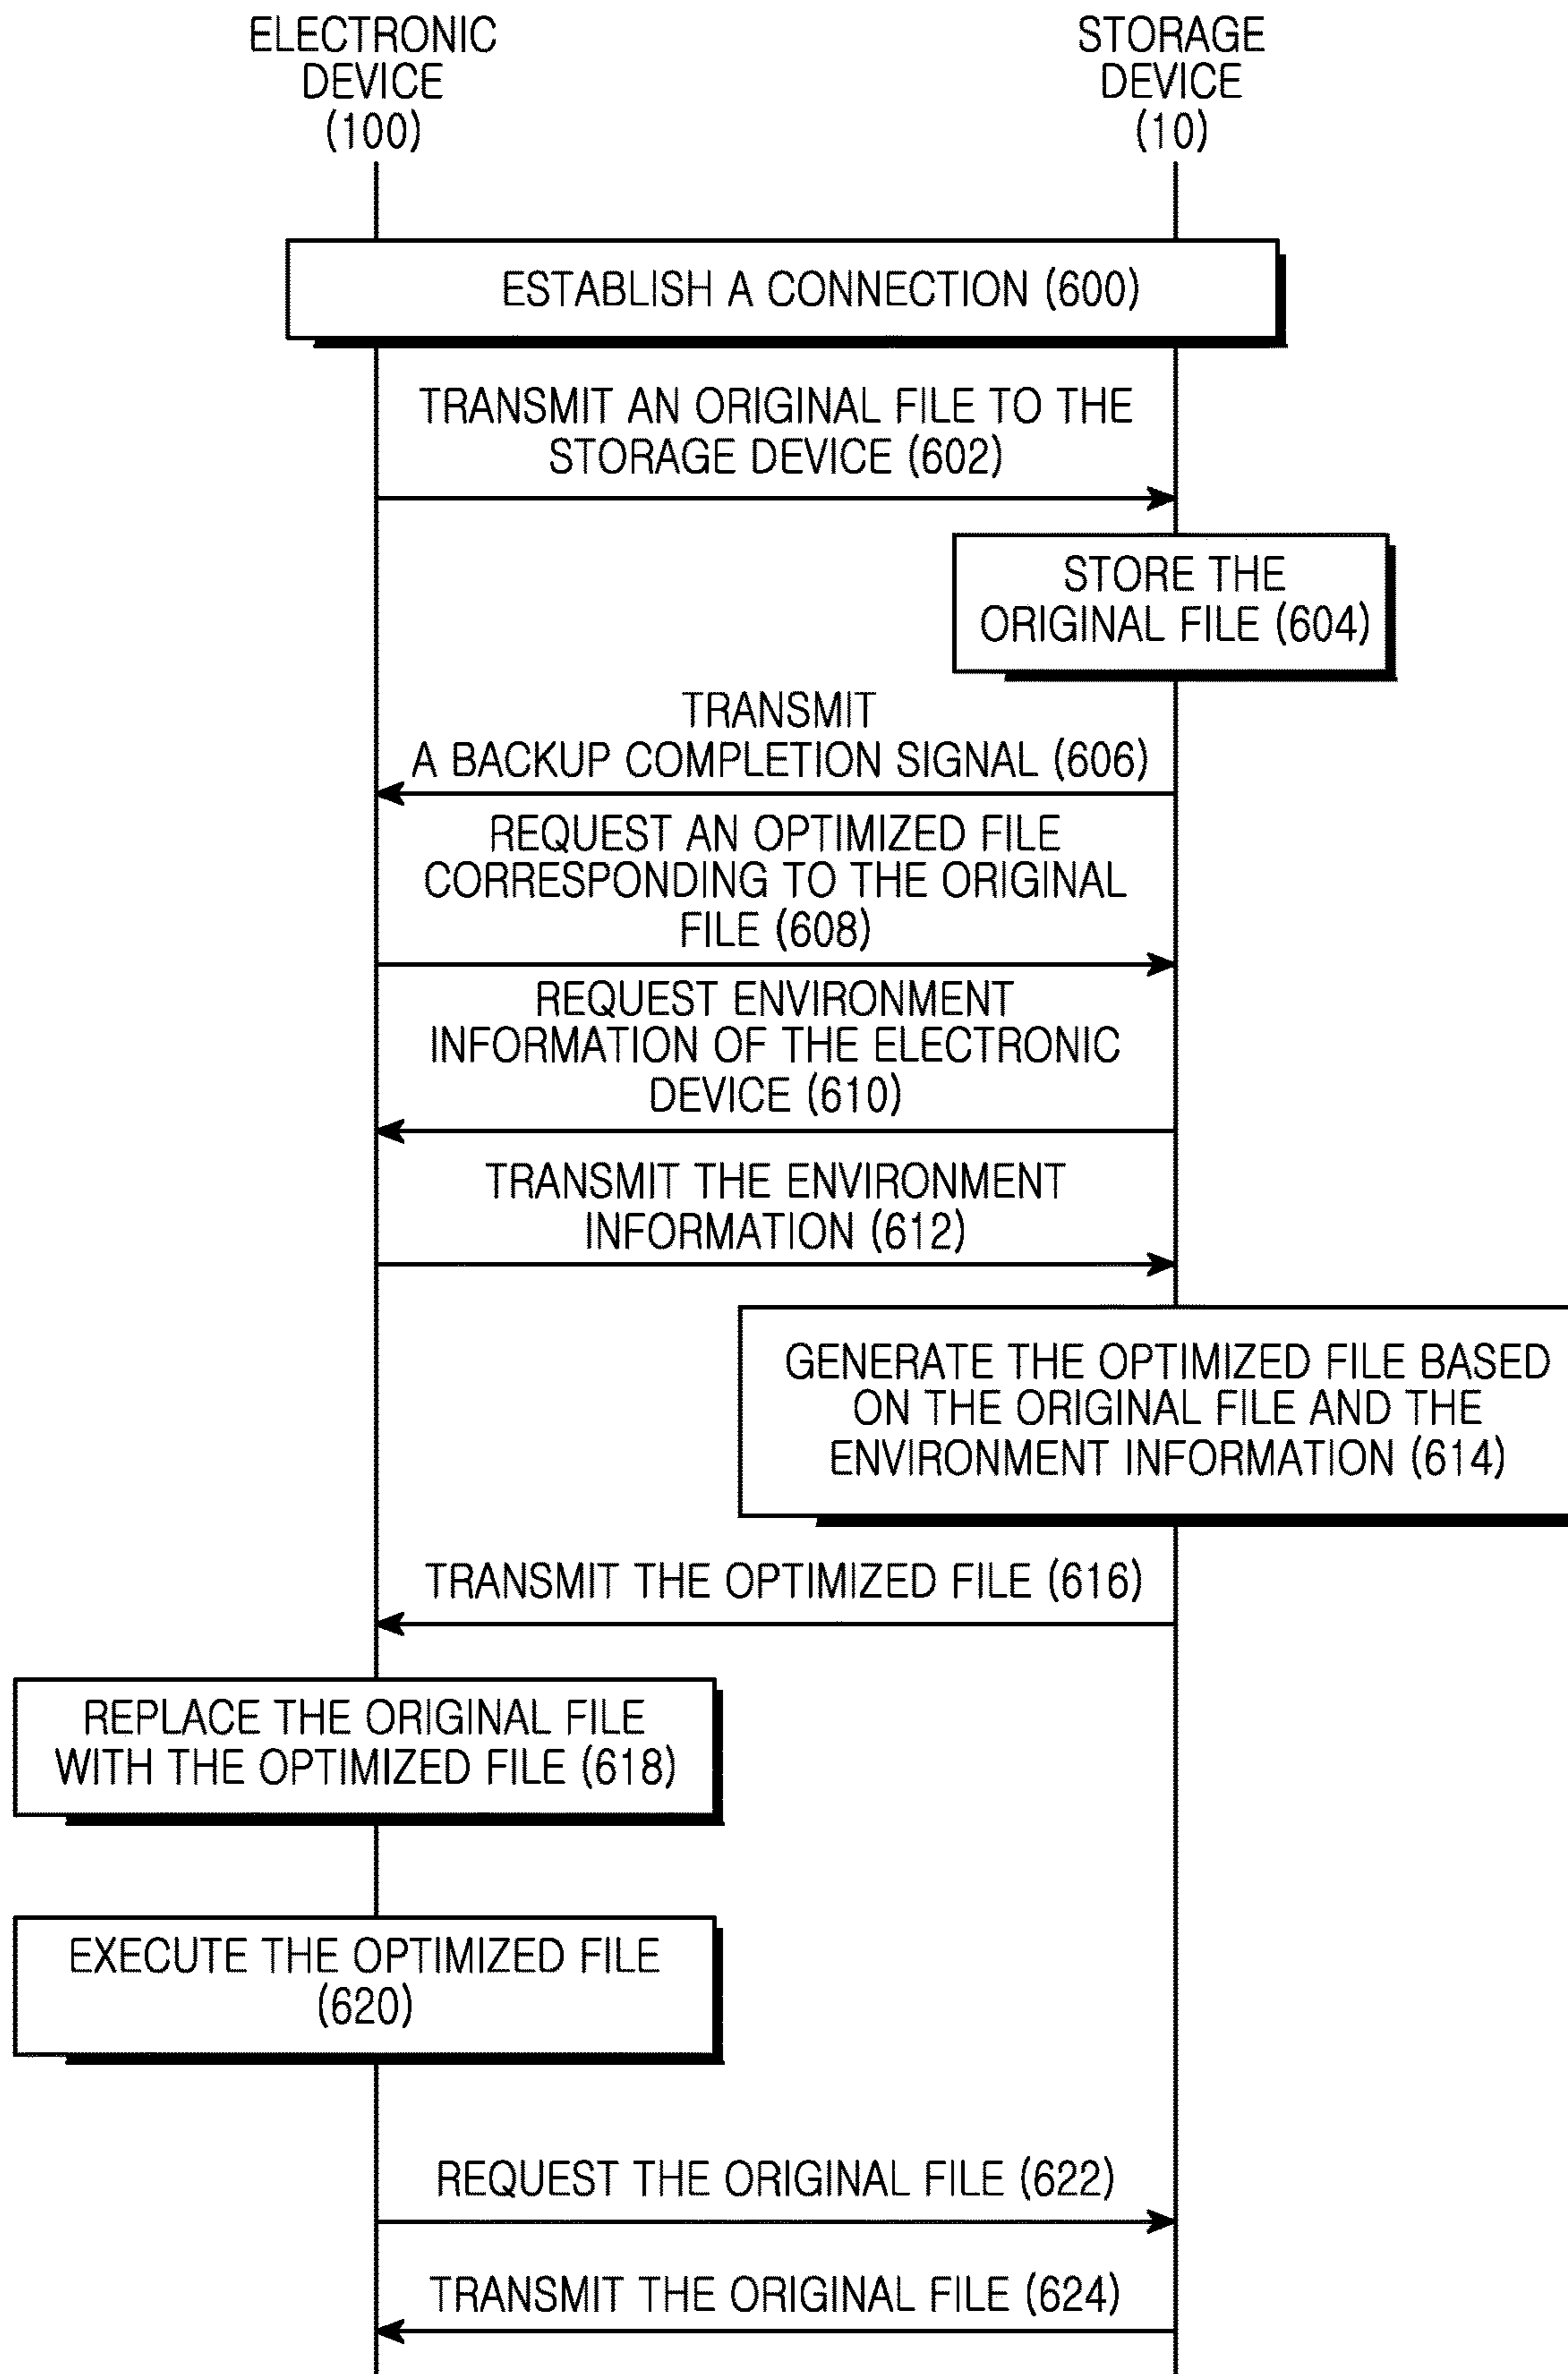 ELECTRONIC
DEVICE
(100)
STORAGE
DEVICE
(10)
ESTABLISH A CONNECTION (600)
TRANSMIT AN ORIGINAL FILE TO THE
STORAGE DEVICE (602)
STORE THE
ORIGINAL FILE (604)
TRANSMIT
A BACKUP COMPLETION SIGNAL (606)
REQUEST AN OPTIMIZED FILE
CORRESPONDING TO THE ORIGINAL
FILE (608)
REQUEST ENVIRONMENT
INFORMATION OF THE ELECTRONIC
DEVICE (610)
TRANSMIT THE ENVIRONMENT
INFORMATION (612)
GENERATE THE OPTIMIZED FILE BASED
ON THE ORIGINAL FILE AND THE
ENVIRONMENT INFORMATION (614)
TRANSMIT THE OPTIMIZED FILE (616)
REPLACE THE ORIGINAL FILE
WITH THE OPTIMIZED FILE (618)
EXECUTE THE OPTIMIZED FILE
(620)
REQUEST THE ORIGINAL FILE (622)
TRANSMIT THE ORIGINAL FILE (624)